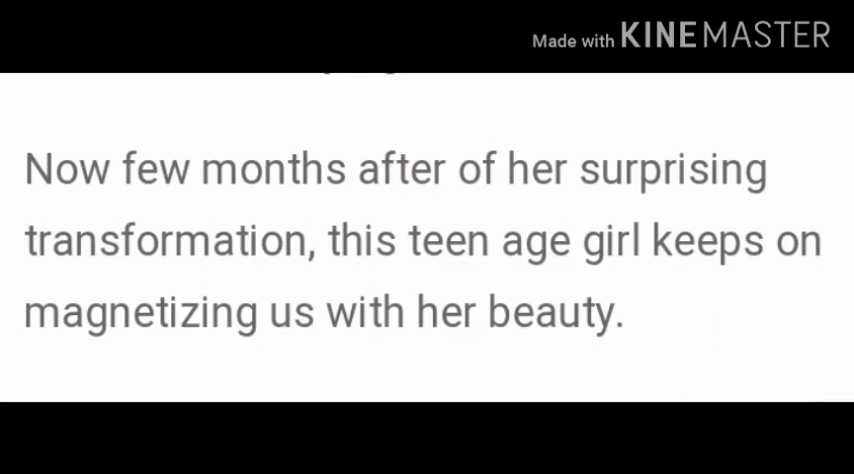 Made with KINEMASTER
Now few months after of her surprising
transformation, this teen age girl keeps on
magnetizing us with her beauty.